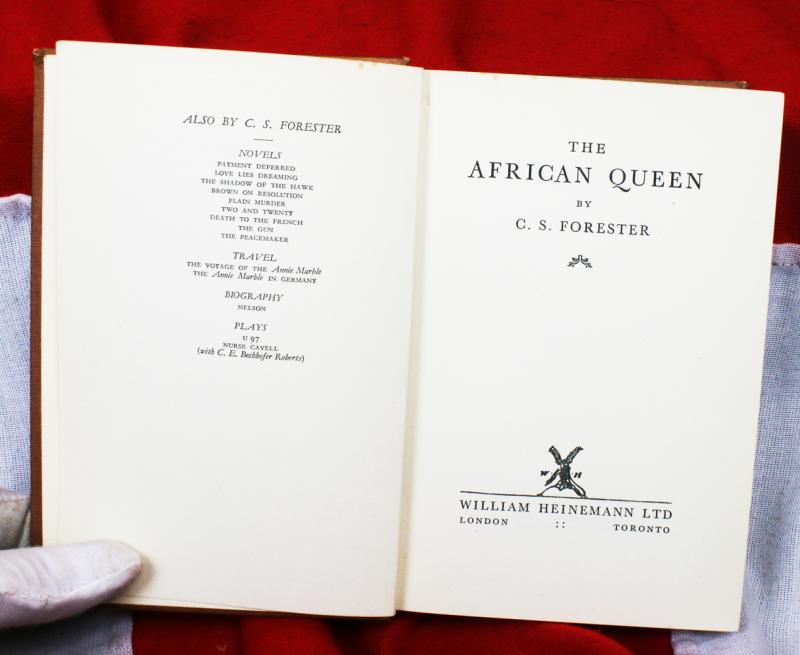 ALSO BY C. S. FORESTER
NOVELS
PAYMENT DEFERRED
LOVE LIES DREAMING
THE SHADOW OF THE HAWK
BROWN ON RESOLUTION
PLAIN MURDER
TWO AND TWENTY
DEATH TO THE FRENCH
THE GUN
THE PEACEMAKER
TRAVEL
THE VOYAGE OF THE Annie Marble
THE Annie Marble IN GERMANY
BIOGRAPHY
NELSON
PLAYS
U 97
NURSE CAVELL
(with C. E. Bechhofer Roberts)
THE
AFRICAN QUEEN
BY
C. S. FORESTER
W H
WILLIAM HEINEMANN LTD
LONDON :: TORONTO